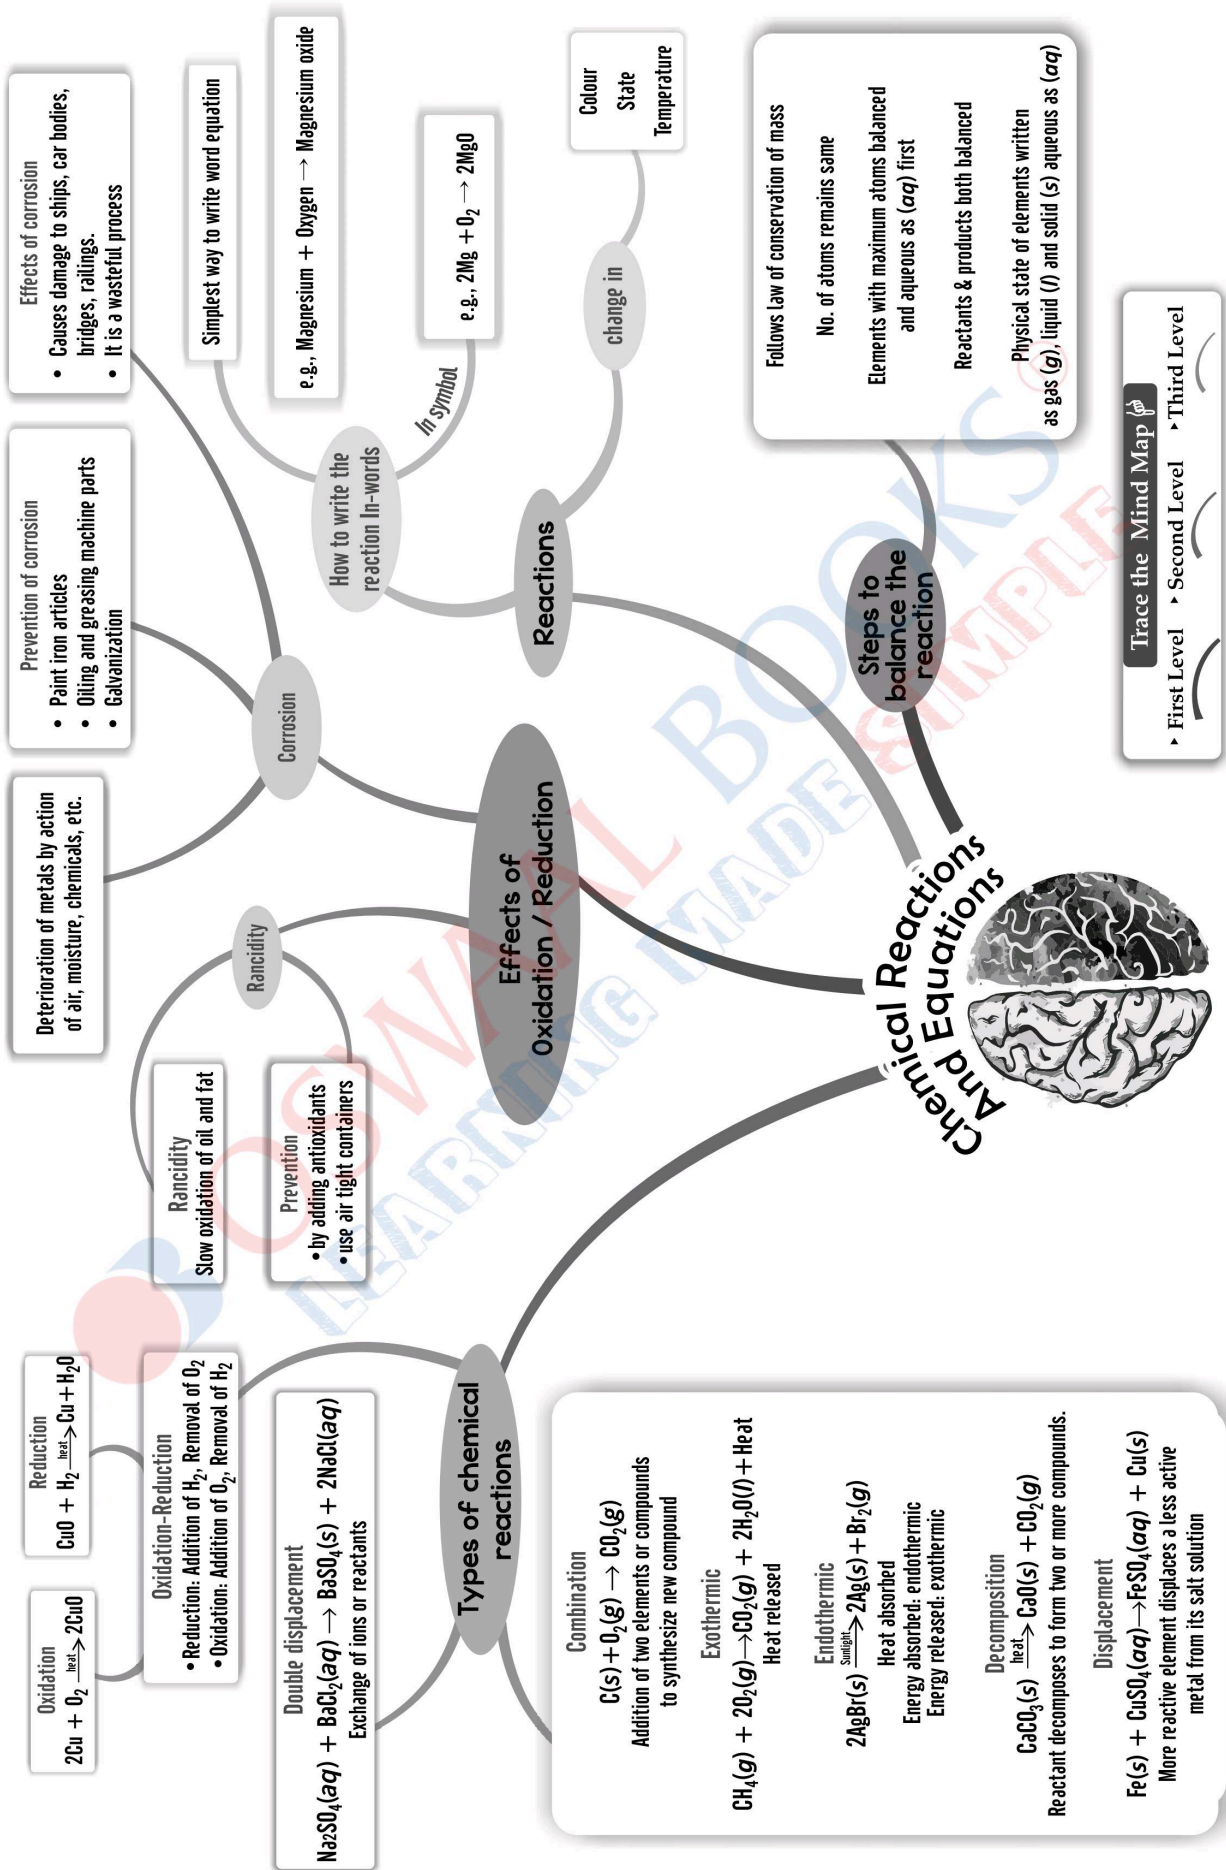 Oxidation
2Cu + O₂ —heat→ 2CuO
Reduction
CuO + H₂ —heat→ Cu + H₂O
Oxidation-Reduction
• Reduction: Addition of H₂, Removal of O₂
• Oxidation: Addition of O₂, Removal of H₂
Double displacement
Na2SO₄(aq) + BaCl₂(aq) → BaSO₄(s) + 2NaCl(aq)
Exchange of ions or reactants
Types of chemical
reactions
Combination
C(s)+O₂(g) → CO₂(g)
Addition of two elements or compounds
to synthesize new compound
Exothermic
CH₄(g) + 2O₂(g)→CO₂(g) + 2H₂O(l)+Heat
Heat released
Endothermic
2AgBr(s) —Sunlight→ 2Ag(s)+Br₂(g)
Heat absorbed
Energy absorbed: endothermic
Energy released: exothermic
Decomposition
CaCO₃(s) —heat→ CaO(s) + CO₂(g)
Reactant decomposes to form two or more compounds.
Displacement
Fe(s) + CuSO₄(aq)→FeSO₄(aq) + Cu(s)
More reactive element displaces a less active
metal from its salt solution
Rancidity
Slow oxidation of oil and fat
Prevention
• by adding antioxidants
• use air tight containers
Rancidity
Effects of
Oxidation / Reduction
Deterioration of metals by action
of air, moisture, chemicals, etc.
Prevention of corrosion
• Paint iron articles
• Oiling and greasing machine parts
• Galvanization
Effects of corrosion
• Causes damage to ships, car bodies,
bridges, railings.
• It is a wasteful process
Corrosion
Simplest way to write word equation
e.g., Magnesium + Oxygen → Magnesium oxide
How to write the
reaction In-words
In symbol
e.g., 2Mg + O₂ → 2MgO
Reactions
change in
Colour
State
Temperature
Steps to
balance the
reaction
Follows law of conservation of mass
No. of atoms remains same
Elements with maximum atoms balanced
and aqueous as (aq) first
Reactants & products both balanced
Physical state of elements written
as gas (g), liquid (l) and solid (s) aqueous as (aq)
Chemical Reactions
And Equations
Trace the Mind Map
▸ First Level ▸ Second Level ▸ Third Level
OSWAAL BOOKS®
LEARNING MADE SIMPLE